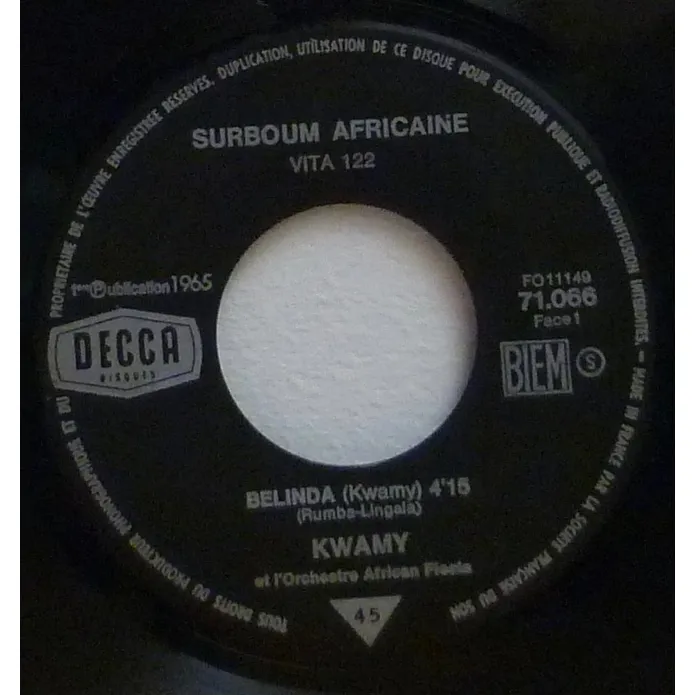 TOUS DROITS DU PRODUCTEUR PHONOGRAPHIQUE ET DU PROPRIETAIRE DE L'ŒUVRE ENREGISTREE RESERVES. DUPLICATION, UTILISATION DE CE DISQUE POUR EXECUTION PUBLIQUE ET RADIODIFFUSION INTERDITES. — MADE IN FRANCE PAR LA SOCIETE FRANÇAISE DU SON
SURBOUM AFRICAINE
VITA 122
1ère Ⓟublication 1965
DECCA
DISQUES
FO11149
71.066
Face 1
BIEM Ⓢ
BELINDA (Kwamy) 4'15
(Rumba-Lingala)
KWAMY
et l'Orchestre African Fiesta
45